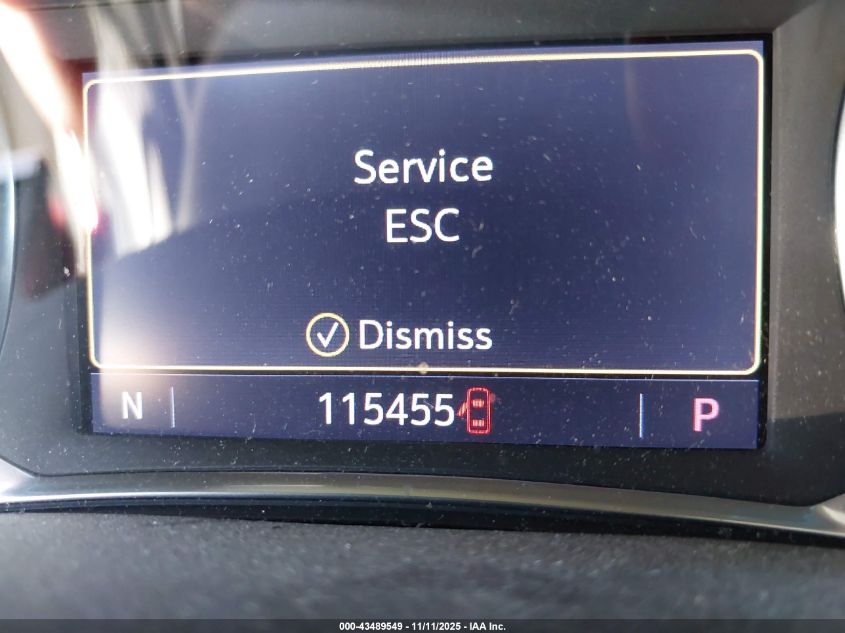 Service
ESC
Dismiss
N 115455 P
000-43489549 - 11/11/2025 - IAA Inc.